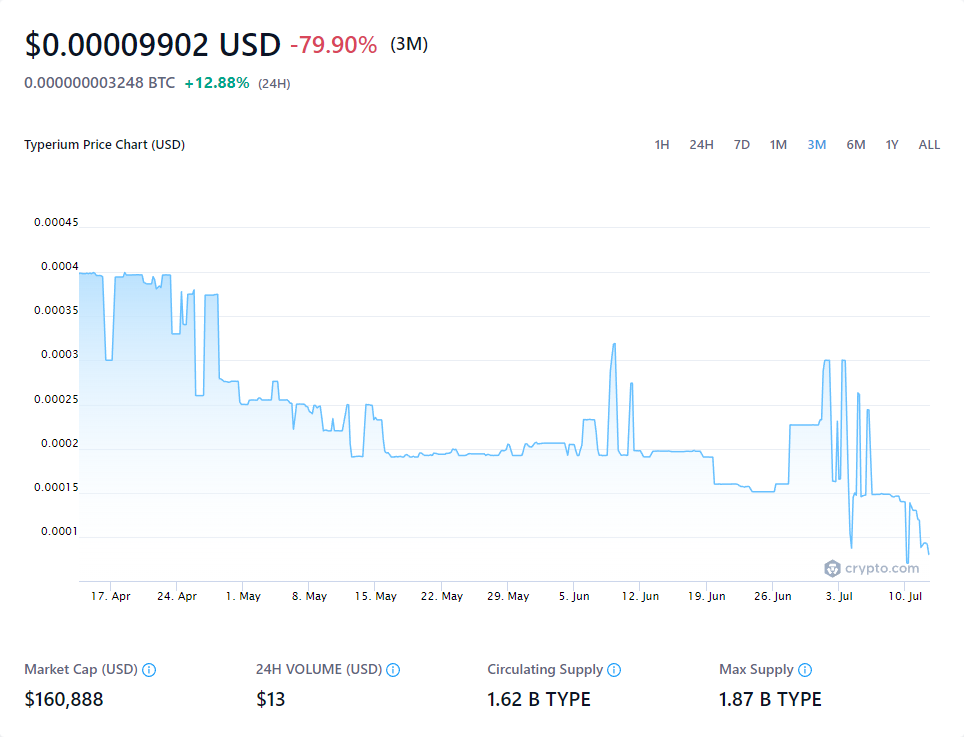 $0.00009902 USD -79.90% (3M)
0.000000003248 BTC +12.88% (24H)
Typerium Price Chart (USD) 1H 24H 7D 1M 3M 6M 1Y ALL
0.00045
0.0004
0.00035
0.0003
0.00025
0.0002
0.00015
0.0001
crypto.com
17. Apr 24. Apr 1. May 8. May 15. May 22. May 29. May 5. Jun 12. Jun 19. Jun 26. Jun 3. Jul 10. Jul
Market Cap (USD) 24H VOLUME (USD) Circulating Supply Max Supply
$160,888 $13 1.62 B TYPE 1.87 B TYPE